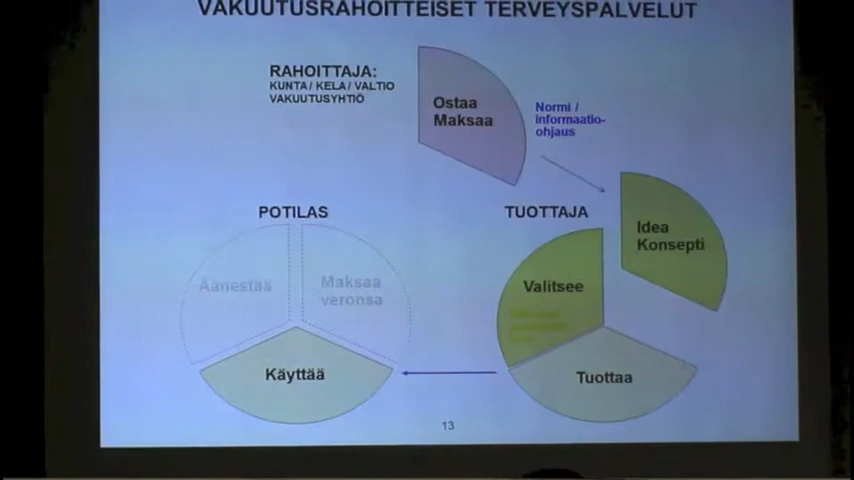 VAKUUTUSRAHOITTEISET TERVEYSPALVELUT
RAHOITTAJA:
KUNTA / KELA / VALTIO
VAKUUTUSYHTIÖ
Ostaa
Maksaa
Normi /
informaatio-
ohjaus
Idea
Konsepti
POTILAS
Äänestää
Maksaa
veronsa
Käyttää
TUOTTAJA
Valitsee
Tuottaa
13